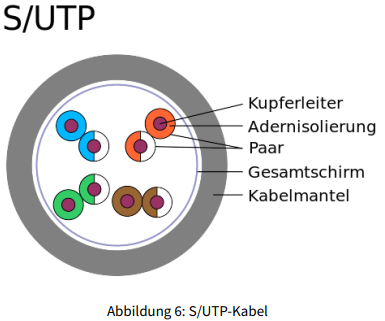 S/UTP
Kupferleiter
Adernisolierung
Paar
Gesamtschirm
Kabelmantel
Abbildung 6: S/UTP-Kabel